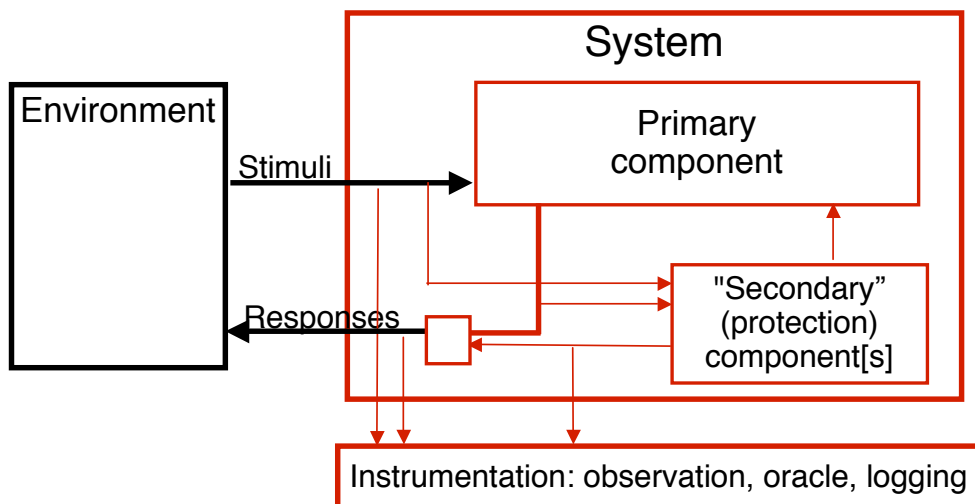 System
Environment
Primary
component
Stimuli
"Secondary”
(protection)
component[s]
Responses
Instrumentation: observation, oracle, logging